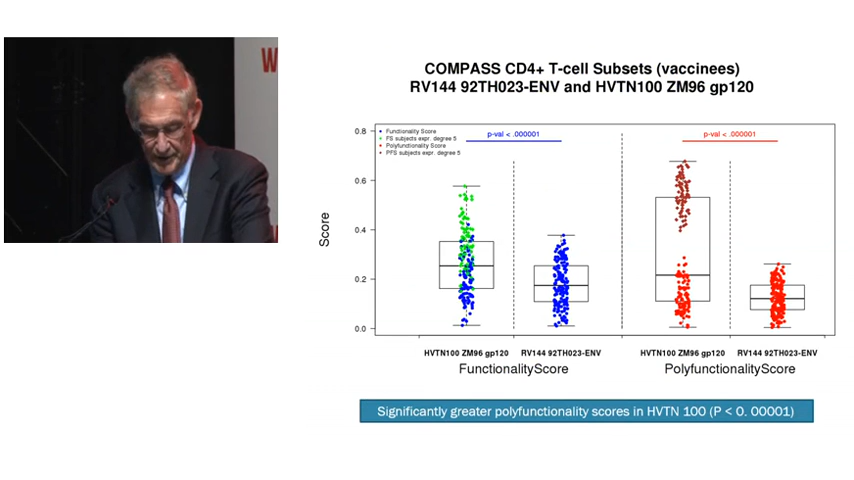 W
COMPASS CD4+ T-cell Subsets (vaccinees)
RV144 92TH023-ENV and HVTN100 ZM96 gp120
Functionality Score
FS subjects expr. degree 5
Polyfunctionality Score
PFS subjects expr. degree 5
p-val < .000001
p-val < .000001
Score
0.8
0.6
0.4
0.2
0.0
HVTN100 ZM96 gp120 RV144 92TH023-ENV HVTN100 ZM96 gp120 RV144 92TH023-ENV
FunctionalityScore PolyfunctionalityScore
Significantly greater polyfunctionality scores in HVTN 100 (P < 0. 00001)